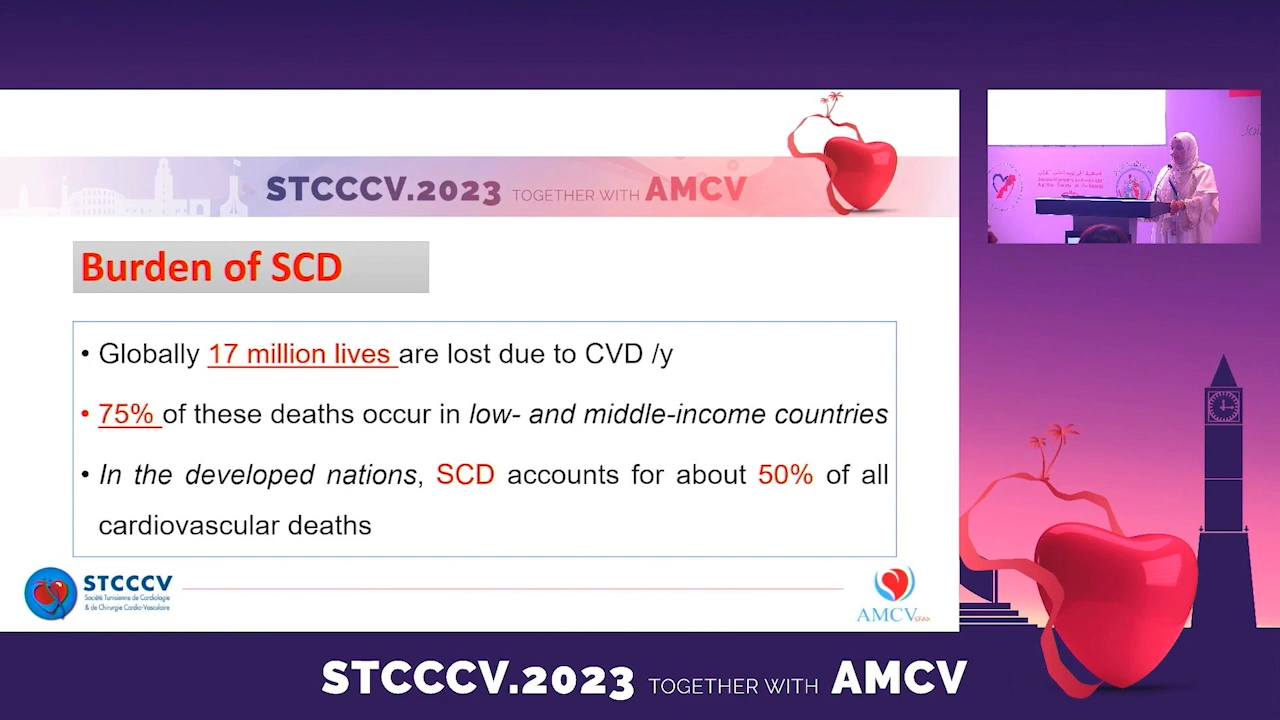 STCCCV.2023 TOGETHER WITH AMCV
Burden of SCD
• Globally 17 million lives are lost due to CVD /y
• 75% of these deaths occur in low- and middle-income countries
• In the developed nations, SCD accounts for about 50% of all
cardiovascular deaths
STCCCV
Société Tunisienne de Cardiologie
& de Chirurgie Cardio-Vasculaire
AMCV
STCCCV.2023 TOGETHER WITH AMCV